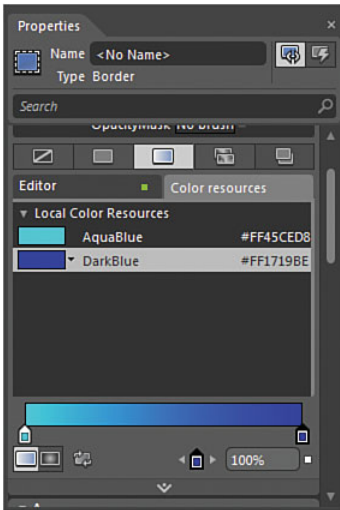 Properties
Name <No Name>
Type Border
Search
OpacityMask No brush
Editor Color resources
Local Color Resources
AquaBlue #FF45CED8
DarkBlue #FF1719BE
100%